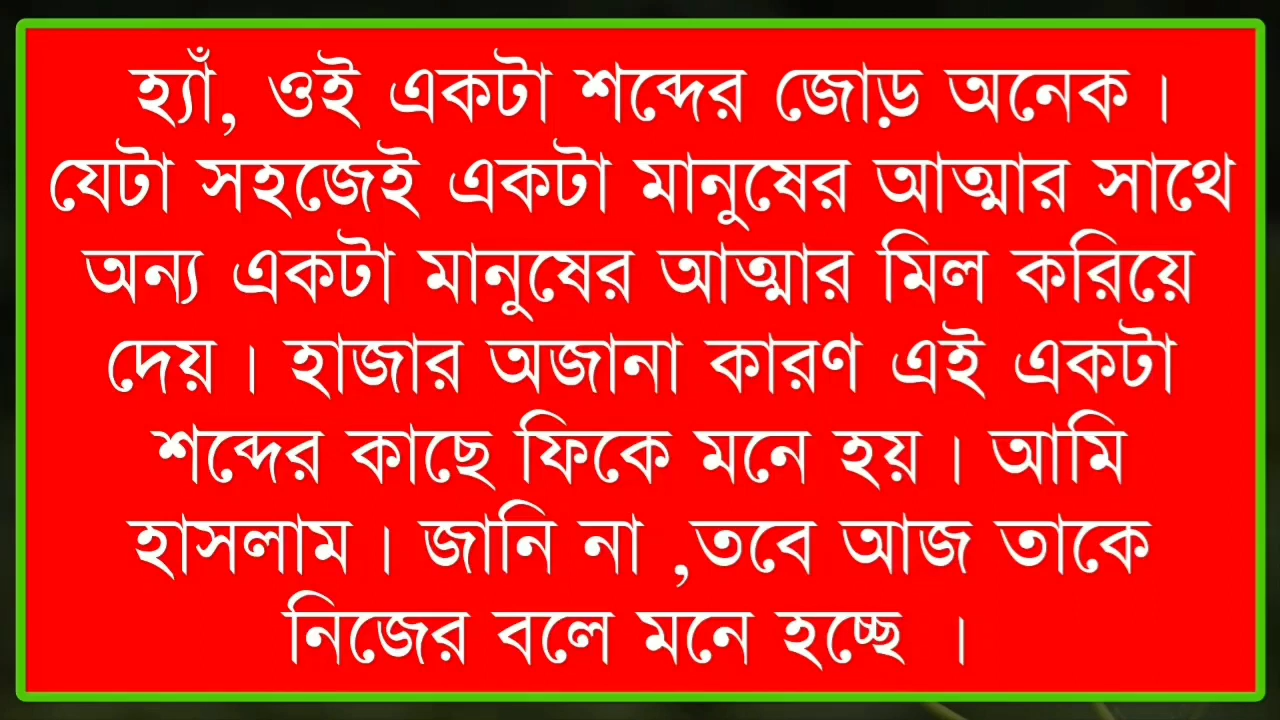 হ্যাঁ, ওই একটা শব্দের জোড় অনেক।
যেটা সহজেই একটা মানুষের আত্মার সাথে
অন্য একটা মানুষের আত্মার মিল করিয়ে
দেয়। হাজার অজানা কারণ এই একটা
শব্দের কাছে ফিকে মনে হয়। আমি
হাসলাম। জানি না ,তবে আজ তাকে
নিজের বলে মনে হচ্ছে ।